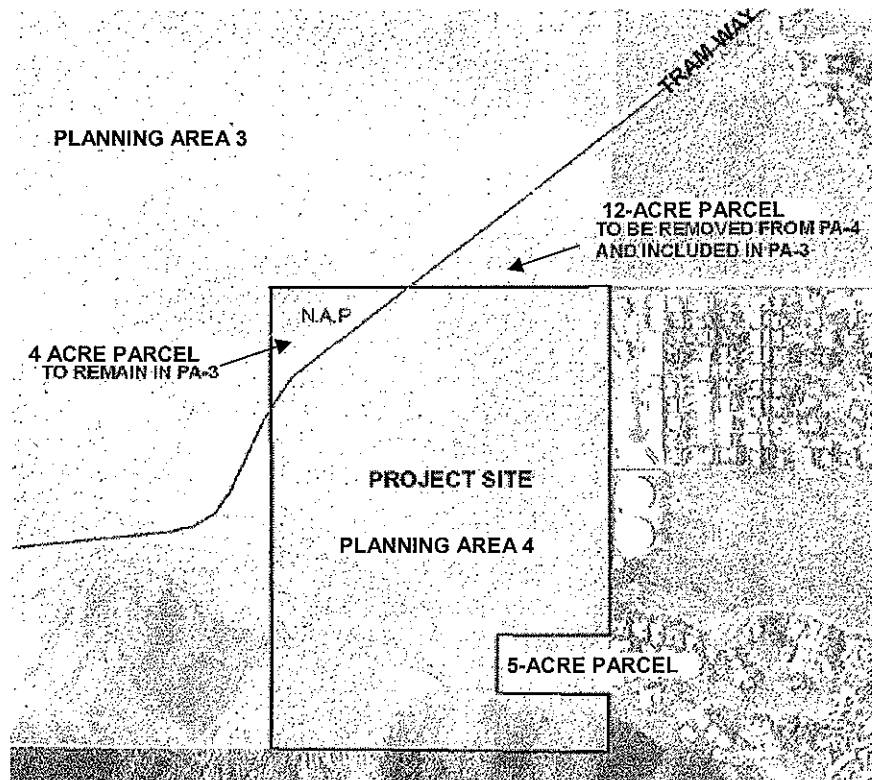 TRAM WAY
PLANNING AREA 3
12-ACRE PARCEL
TO BE REMOVED FROM PA-4
AND INCLUDED IN PA-3
N.A.P
4 ACRE PARCEL
TO REMAIN IN PA-3
PROJECT SITE
PLANNING AREA 4
5-ACRE PARCEL